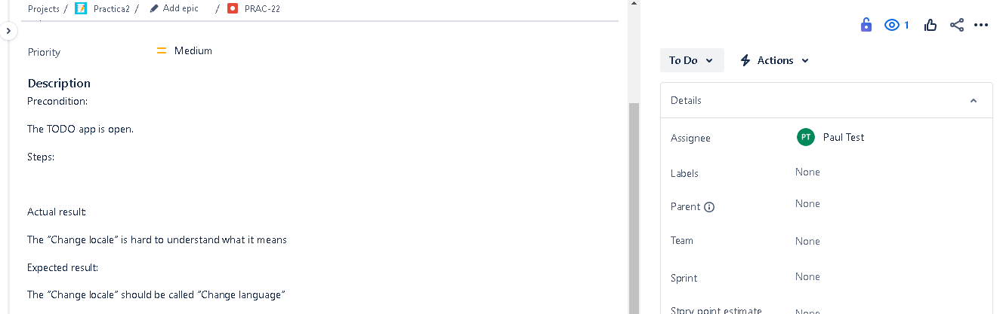 Projects / Practica2 / Add epic / PRAC-22
Priority Medium
Description
Precondition:
The TODO app is open.
Steps:
Actual result:
The "Change locale" is hard to understand what it means
Expected result:
The "Change locale" should be called "Change language"
1
To Do Actions
Details
Assignee PT Paul Test
Labels None
Parent None
Team None
Sprint None
Story point estimate None